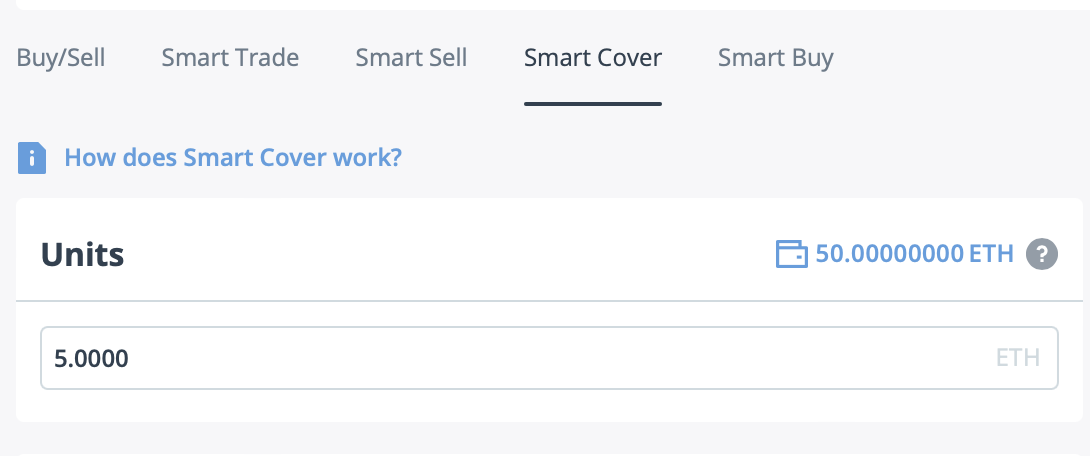 Buy/Sell Smart Trade Smart Sell Smart Cover Smart Buy
How does Smart Cover work?
Units 50.00000000 ETH ?
5.0000 ETH